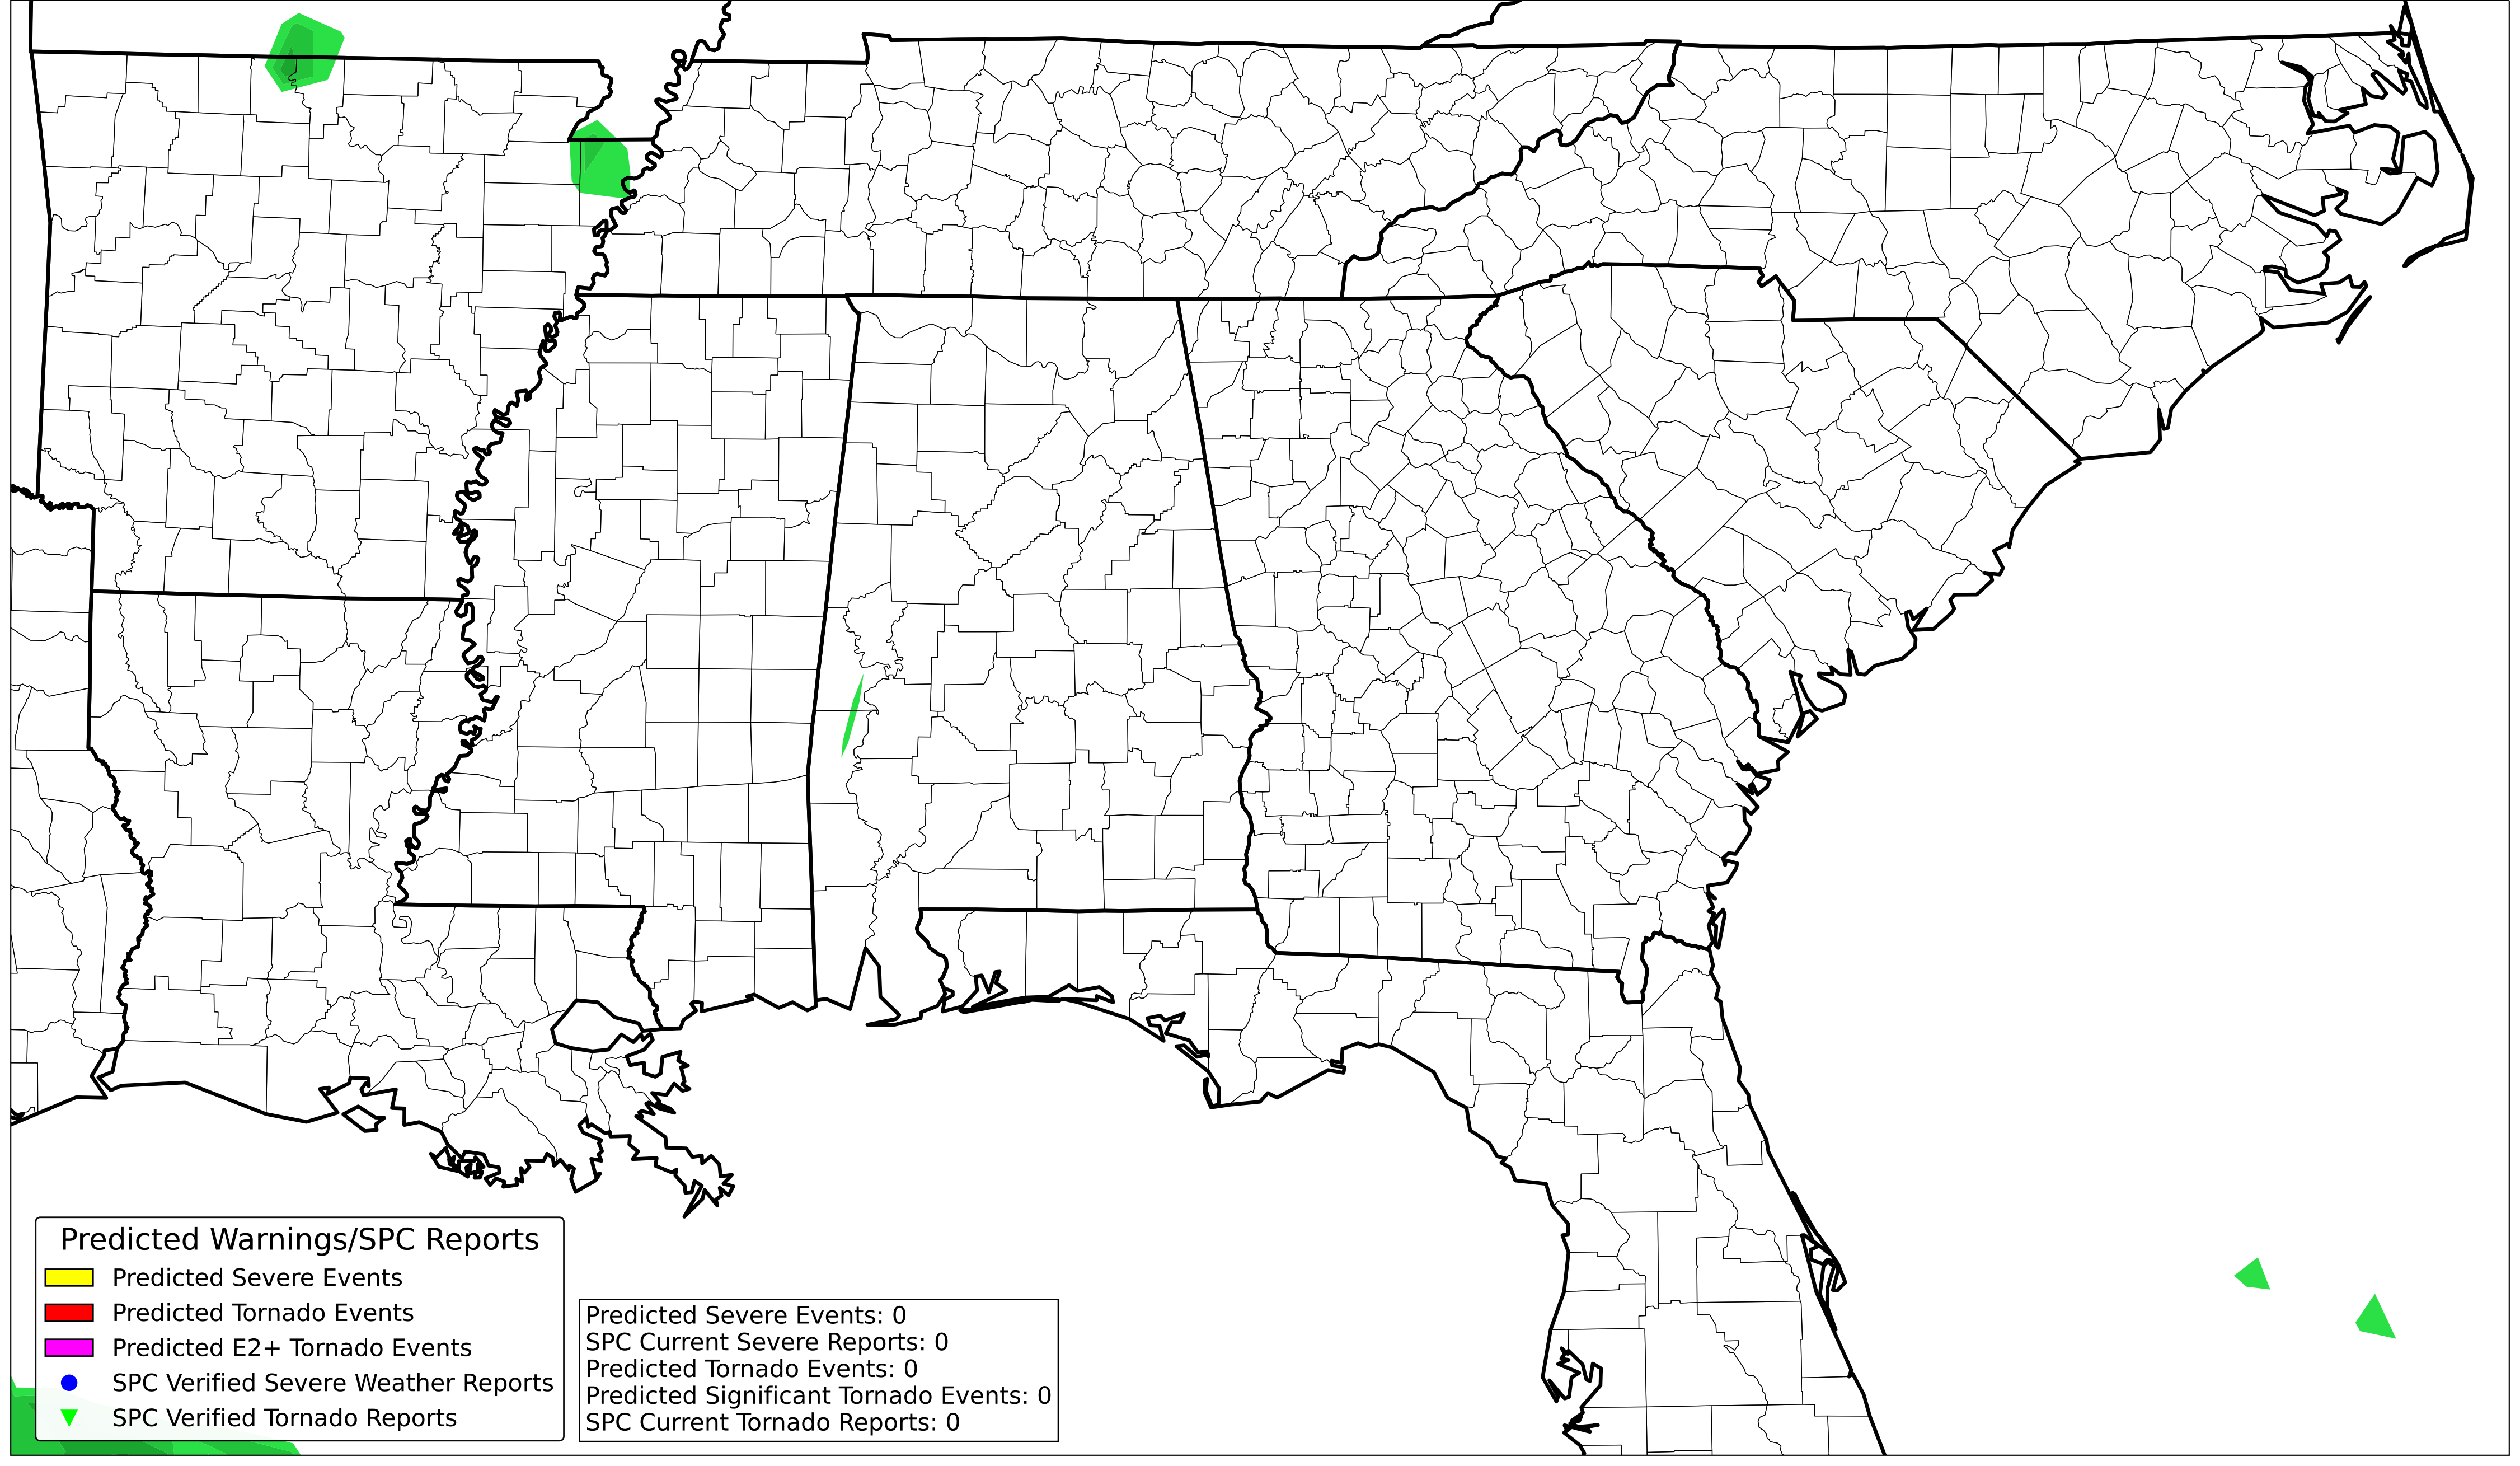 Predicted Warnings/SPC Reports
Predicted Severe Events
Predicted Tornado Events
Predicted E2+ Tornado Events
SPC Verified Severe Weather Reports
SPC Verified Tornado Reports
Predicted Severe Events: 0
SPC Current Severe Reports: 0
Predicted Tornado Events: 0
Predicted Significant Tornado Events: 0
SPC Current Tornado Reports: 0